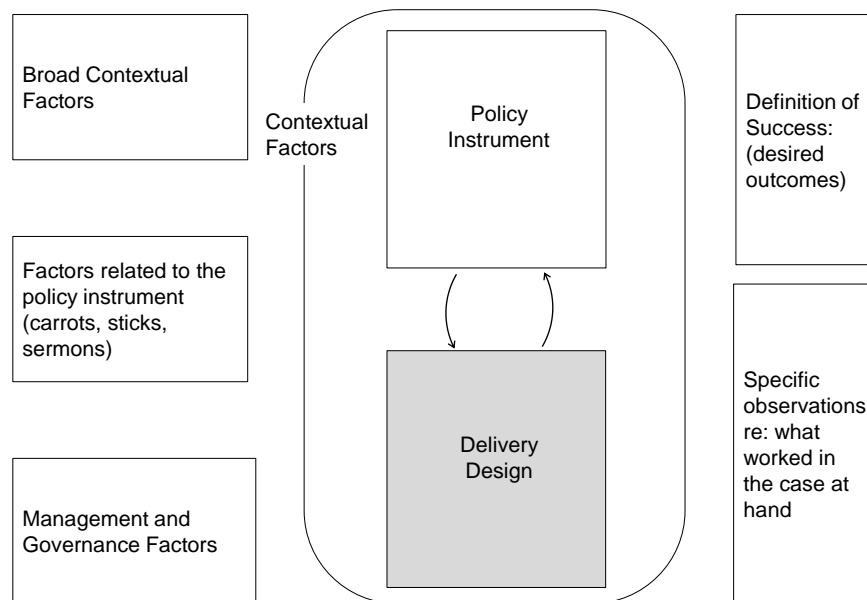 Broad Contextual
Factors
Factors related to the
policy instrument
(carrots, sticks,
sermons)
Management and
Governance Factors
Contextual
Factors
Policy
Instrument
Delivery
Design
Definition of
Success:
(desired
outcomes)
Specific
observations
re: what
worked in
the case at
hand